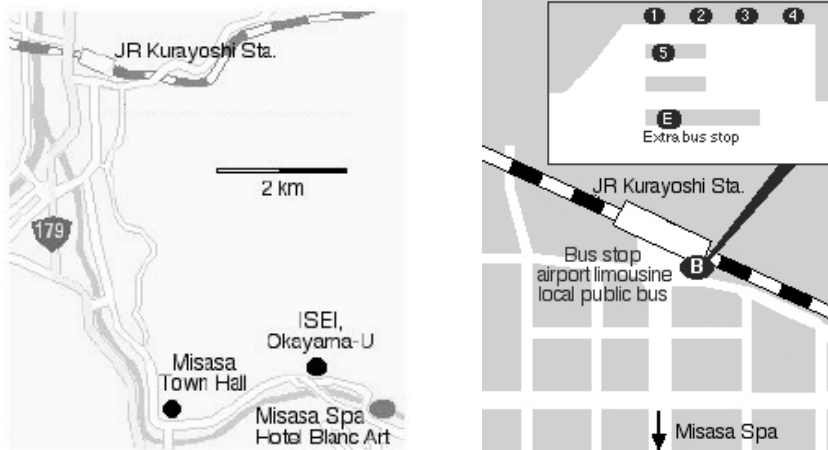 JR Kurayoshi Sta.
2 km
179
ISEI,
Okayama-U
Misasa
Town Hall
Misasa Spa
Hotel Blanc Art
1 2 3 4
5
E
Extra bus stop
JR Kurayoshi Sta.
B
Bus stop
airport limousine
local public bus
Misasa Spa